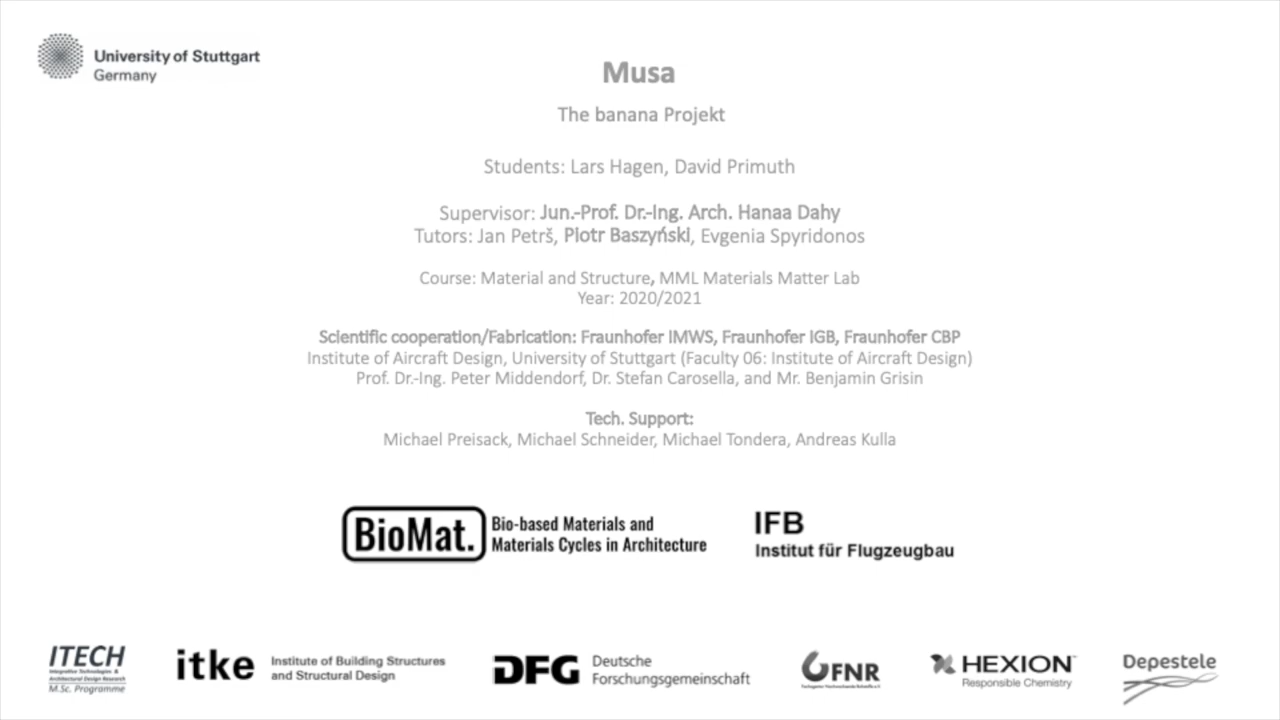 University of Stuttgart
Germany
Musa
The banana Projekt
Students: Lars Hagen, David Primuth
Supervisor: Jun.-Prof. Dr.-Ing. Arch. Hanaa Dahy
Tutors: Jan Petrš, Piotr Baszyński, Evgenia Spyridonos
Course: Material and Structure, MML Materials Matter Lab
Year: 2020/2021
Scientific cooperation/Fabrication: Fraunhofer IMWS, Fraunhofer IGB, Fraunhofer CBP
Institute of Aircraft Design, University of Stuttgart (Faculty 06: Institute of Aircraft Design)
Prof. Dr.-Ing. Peter Middendorf, Dr. Stefan Carosella, and Mr. Benjamin Grisin
Tech. Support:
Michael Preisack, Michael Schneider, Michael Tondera, Andreas Kulla
BioMat. Bio-based Materials and
Materials Cycles in Architecture
IFB
Institut für Flugzeugbau
ITECH
Integrative Technologies &
Architectural Design Research
M.Sc. Programme
itke
Institute of Building Structures
and Structural Design
DFG Deutsche
Forschungsgemeinschaft
FNR
HEXION™
Responsible Chemistry
Depestele